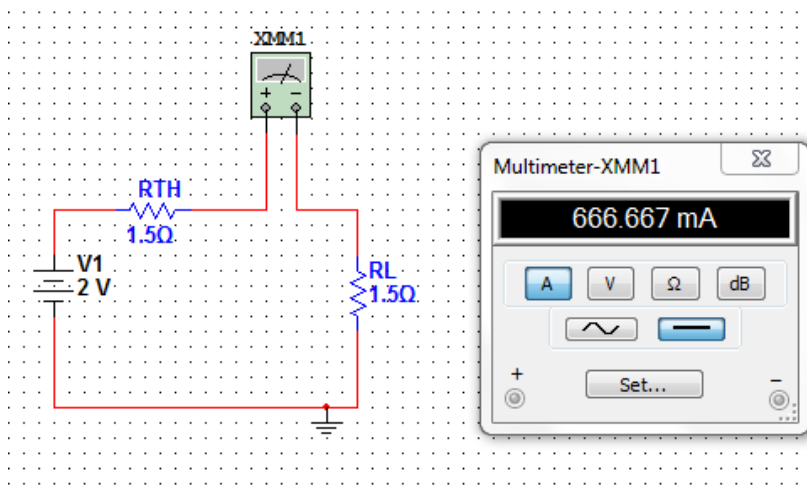 XMM1
+ −
RTH
1.5Ω
V1
2 V
RL
1.5Ω
Multimeter-XMM1
666.667 mA
A V Ω dB
+ Set... −